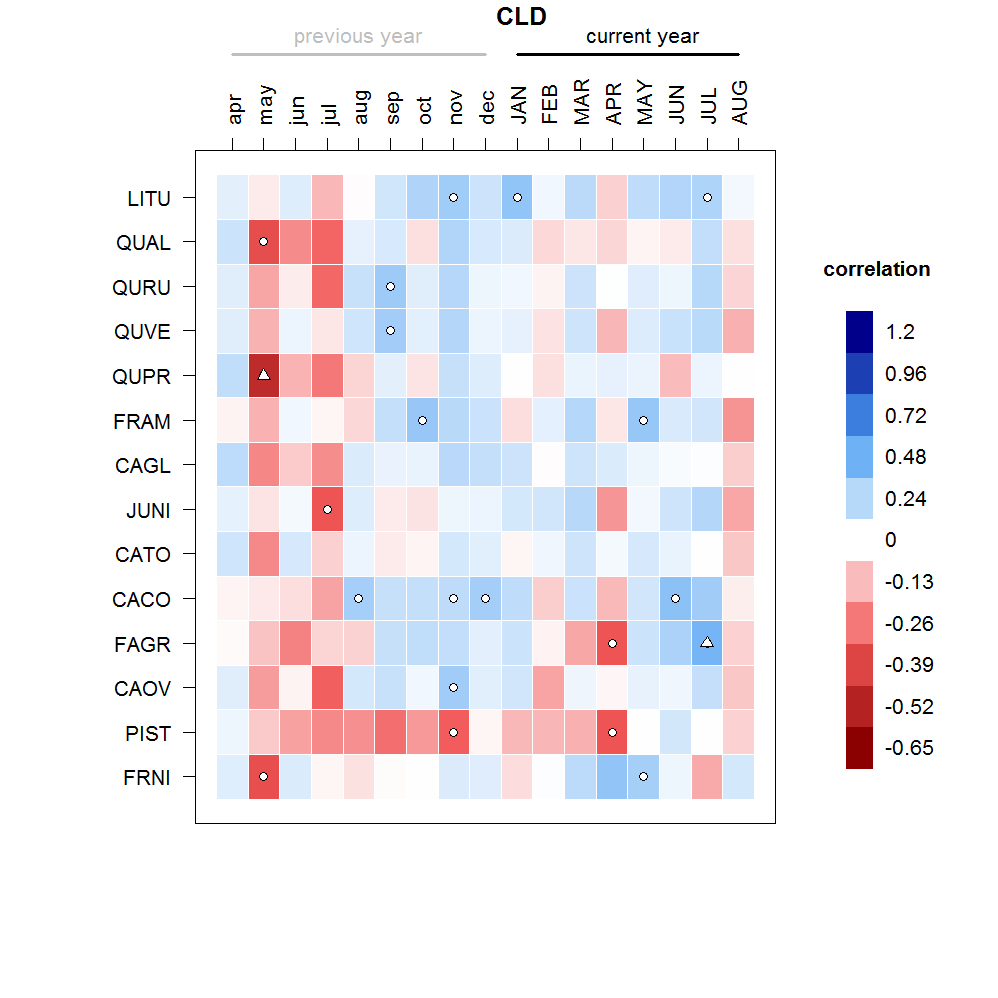 CLD
previous year current year
apr may jun jul aug sep oct nov dec JAN FEB MAR APR MAY JUN JUL AUG
LITU
QUAL
QURU
QUVE
QUPR
FRAM
CAGL
JUNI
CATO
CACO
FAGR
CAOV
PIST
FRNI
correlation
1.2
0.96
0.72
0.48
0.24
0
-0.13
-0.26
-0.39
-0.52
-0.65